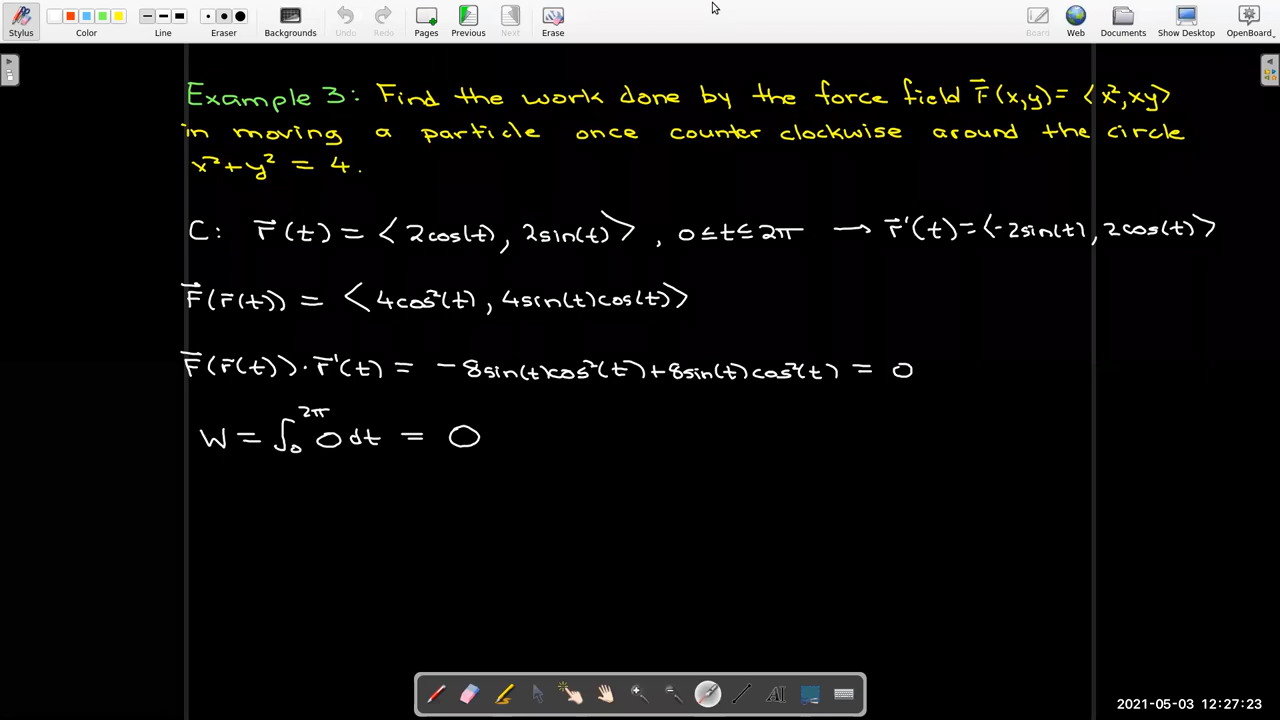 Stylus Color Line Eraser Backgrounds Undo Redo Pages Previous Next Erase Board Web Documents Show Desktop OpenBoard
Example 3: Find the work done by the force field F⃗(x,y)= ⟨x², xy⟩
in moving a particle once counter clockwise around the circle
x²+y² = 4.
C: r⃗(t) = ⟨2cos(t), 2sin(t)⟩, 0≤t≤2π → r⃗'(t)=⟨-2sin(t), 2cos(t)⟩
F⃗(r⃗(t)) = ⟨4cos²(t), 4sin(t)cos(t)⟩
F⃗(r⃗(t))·r⃗'(t) = -8sin(t)cos²(t)+8sin(t)cos²(t) = 0
W = ∫₀^2π 0 dt = 0
AI
2021-05-03 12:27:23